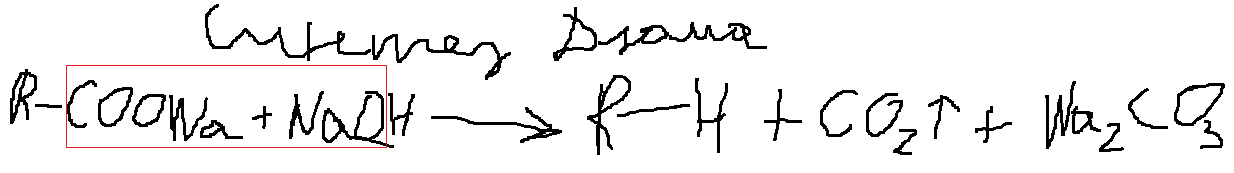 Синтез Дюма
R-COONa + NaOH → R-H + CO₂↑ + Na₂CO₃